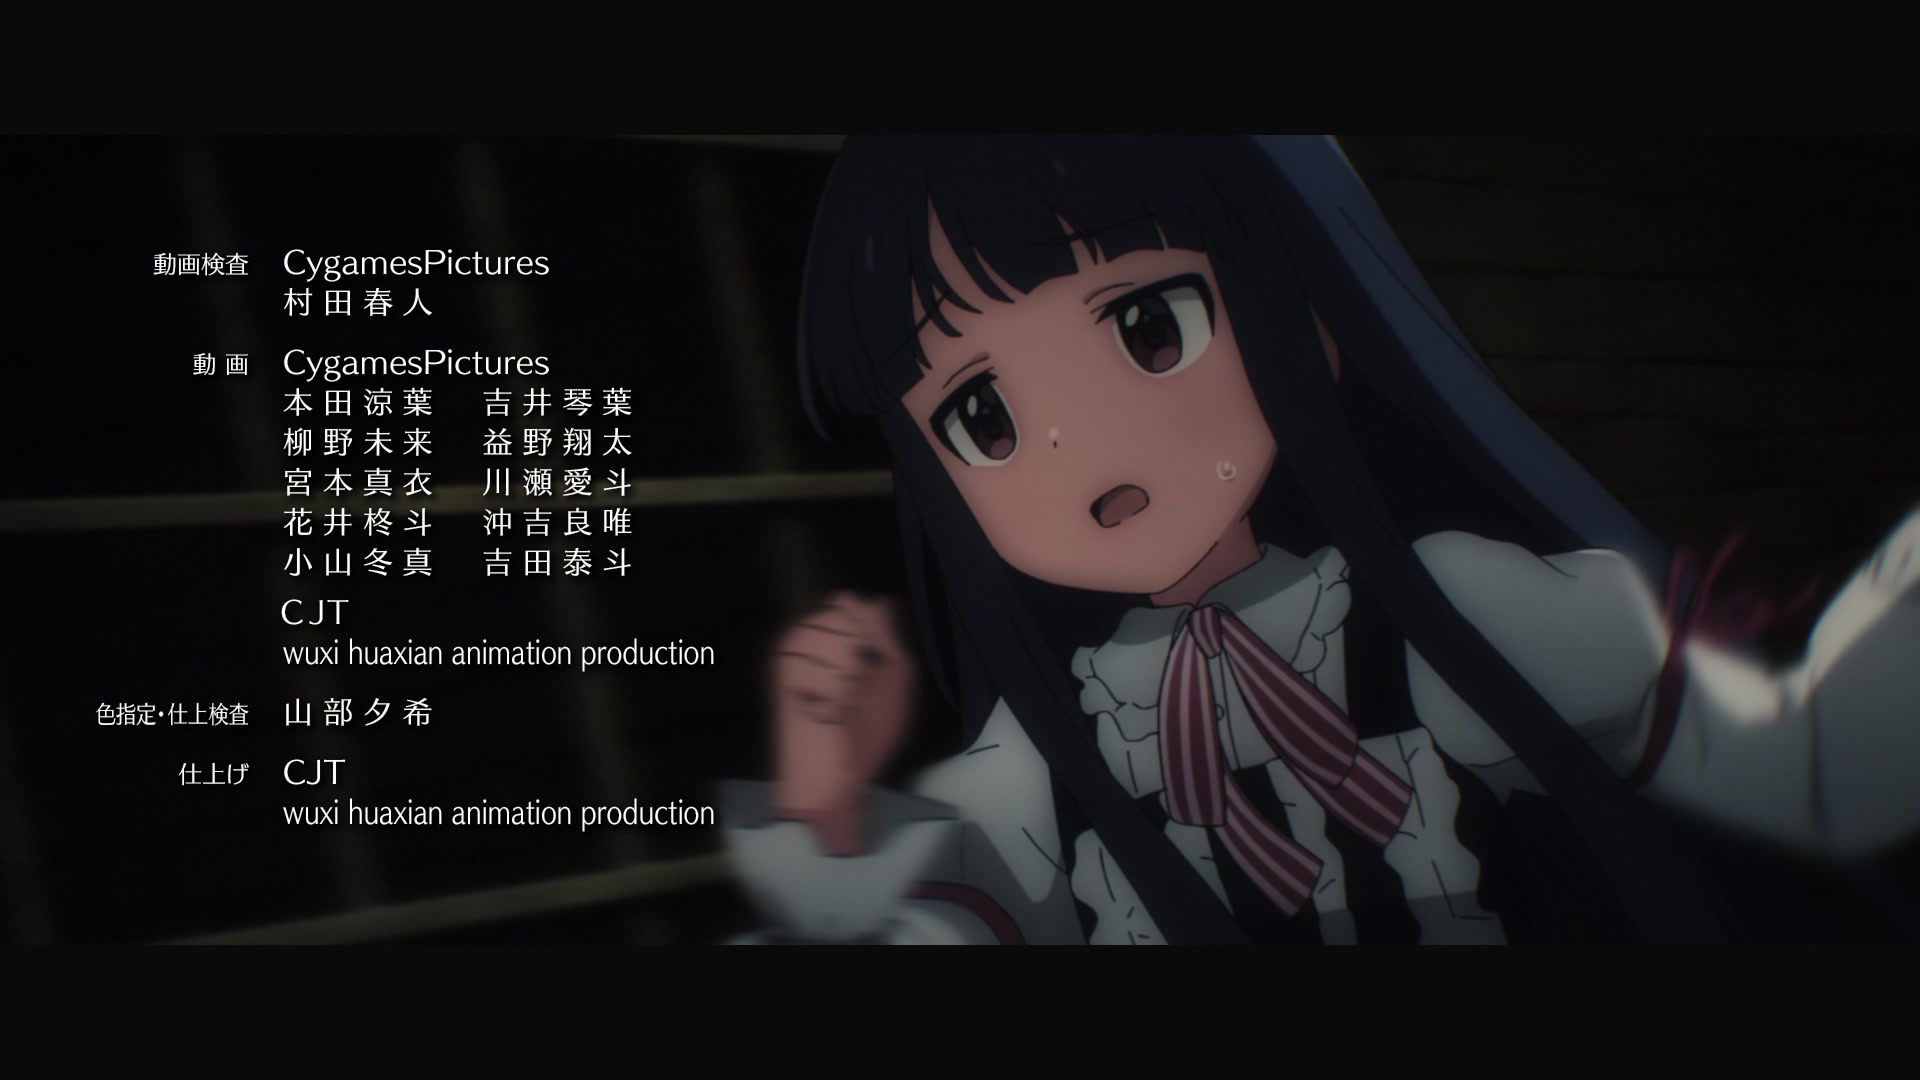 動画検査 CygamesPictures
村田春人
動画 CygamesPictures
本田涼葉 吉井琴葉
柳野未来 益野翔太
宮本真衣 川瀬愛斗
花井柊斗 沖吉良唯
小山冬真 吉田泰斗
CJT
wuxi huaxian animation production
色指定・仕上検査 山部夕希
仕上げ CJT
wuxi huaxian animation production